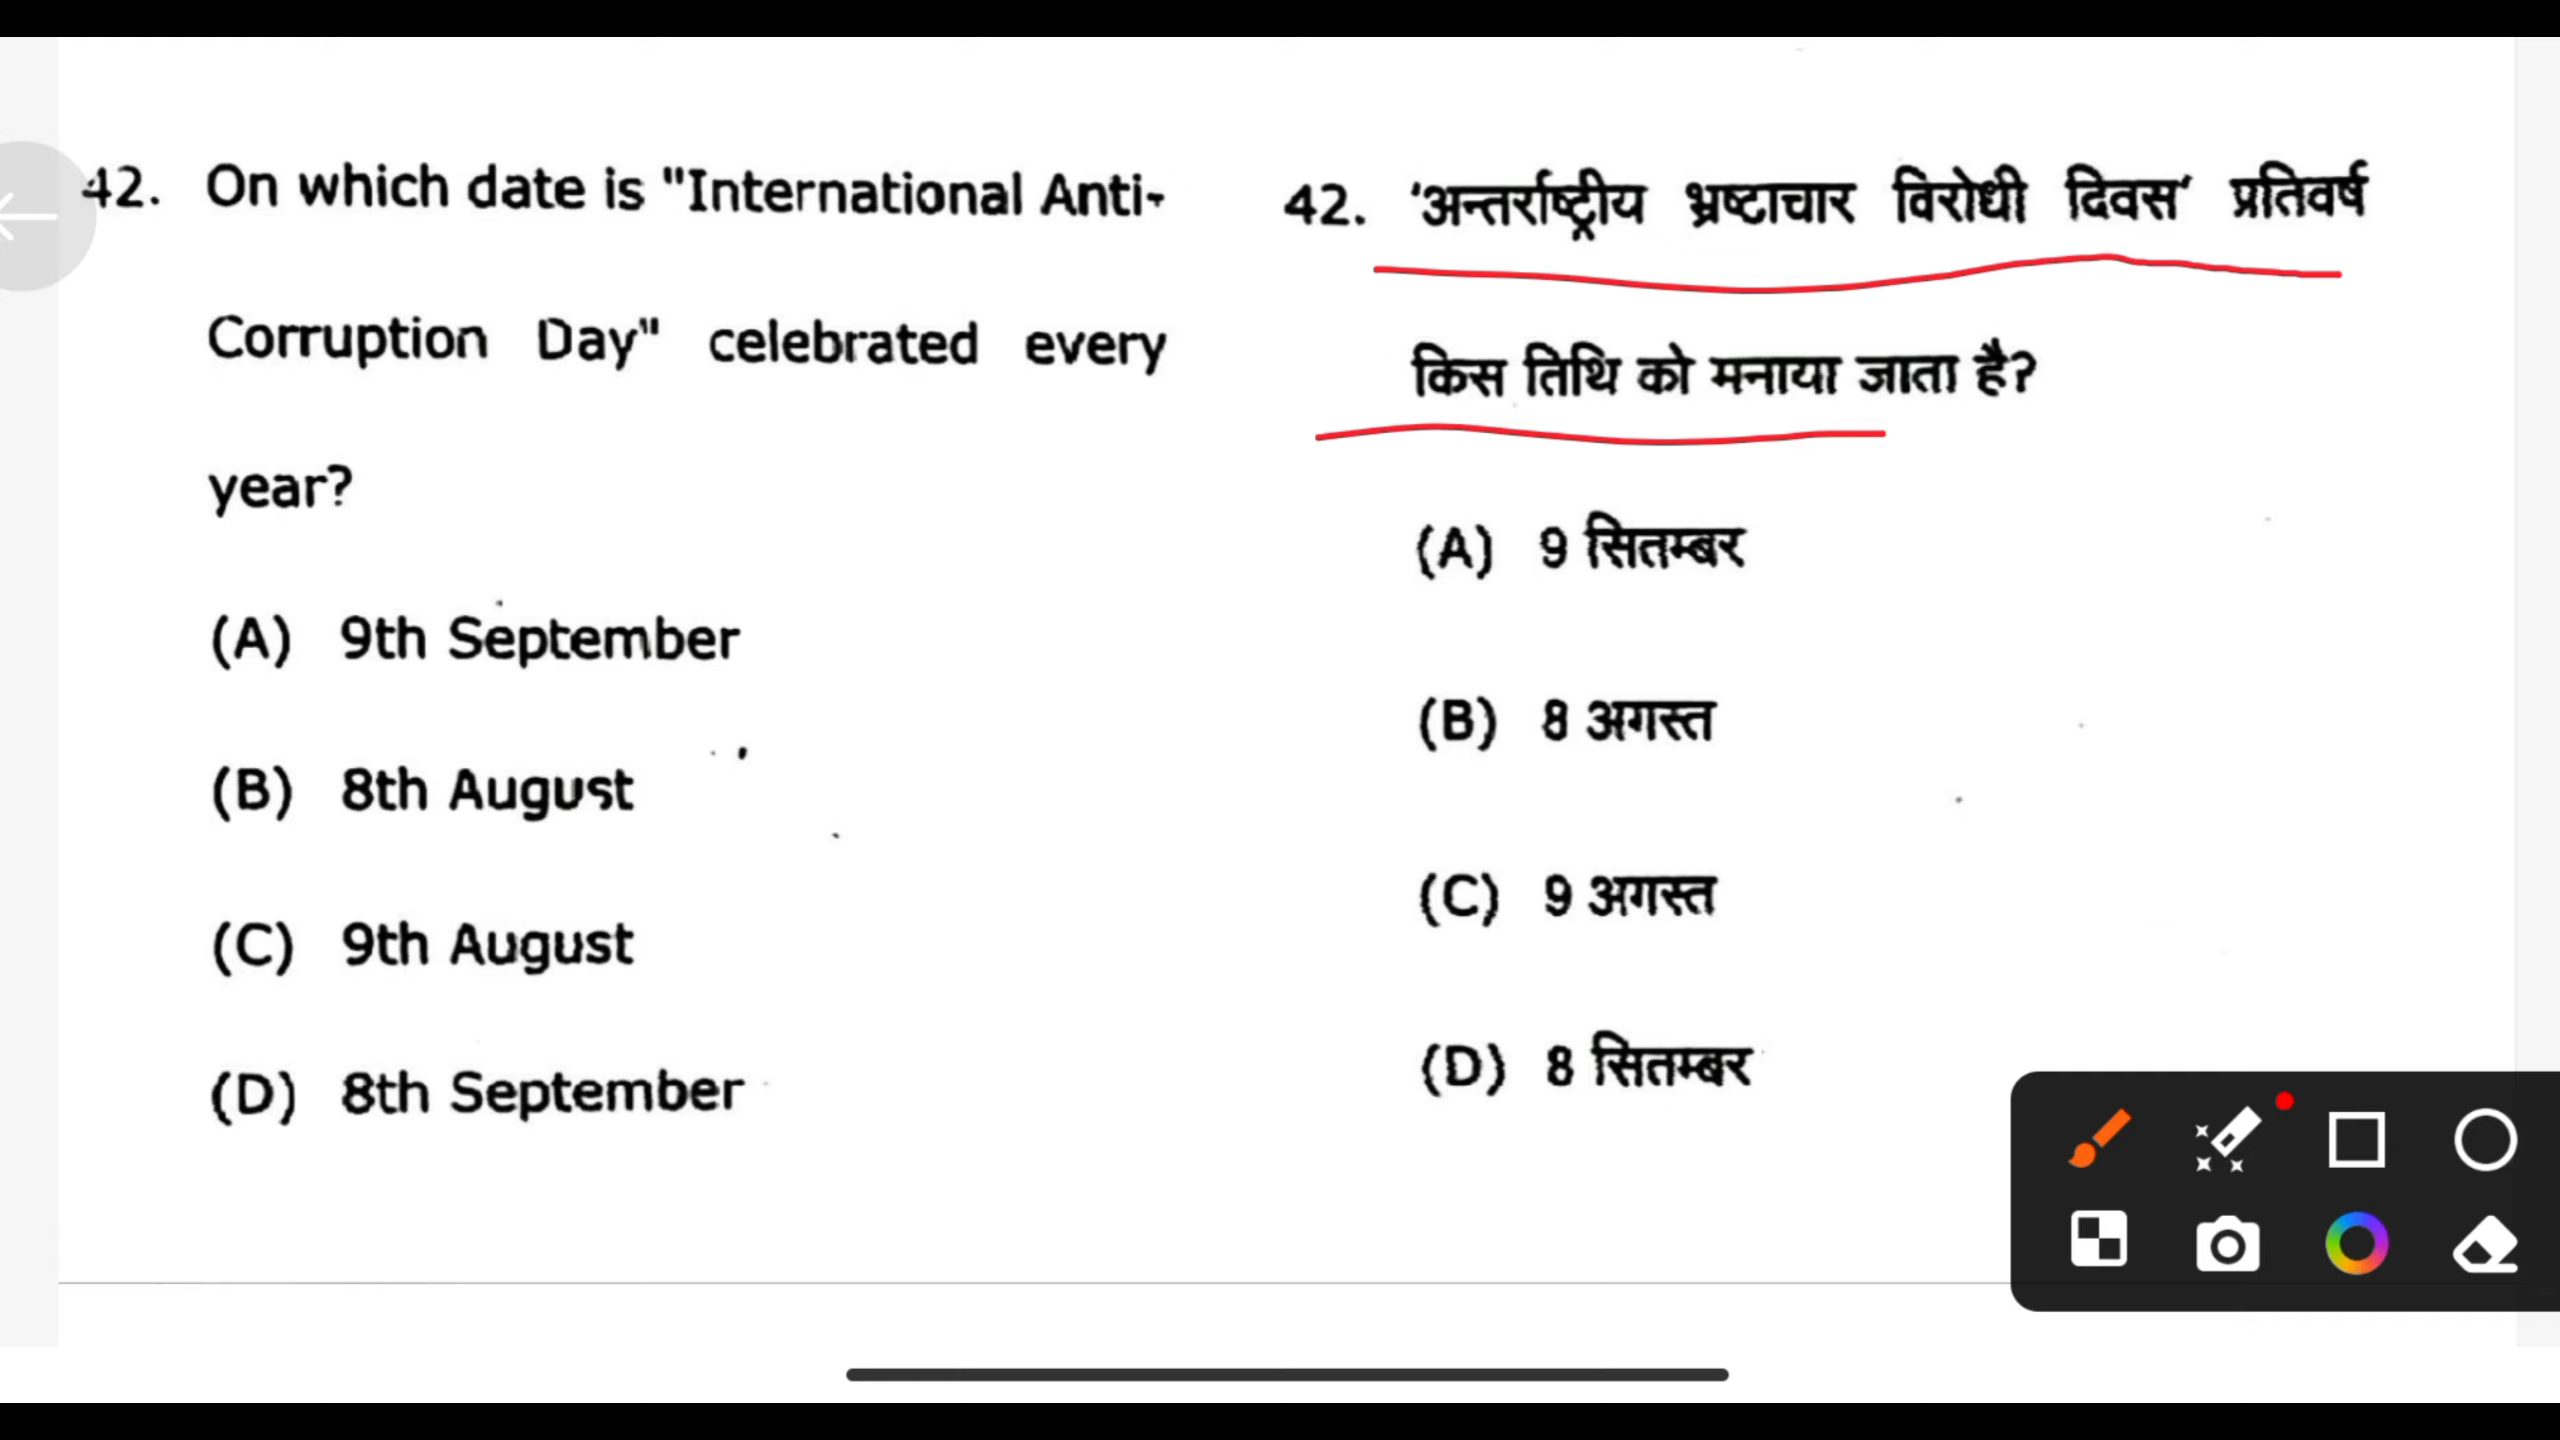 42. On which date is "International Anti-
Corruption Day" celebrated every
year?
(A) 9th September
(B) 8th August
(C) 9th August
(D) 8th September
42. 'अन्तर्राष्ट्रीय भ्रष्टाचार विरोधी दिवस' प्रतिवर्ष
किस तिथि को मनाया जाता है?
(A) 9 सितम्बर
(B) 8 अगस्त
(C) 9 अगस्त
(D) 8 सितम्बर